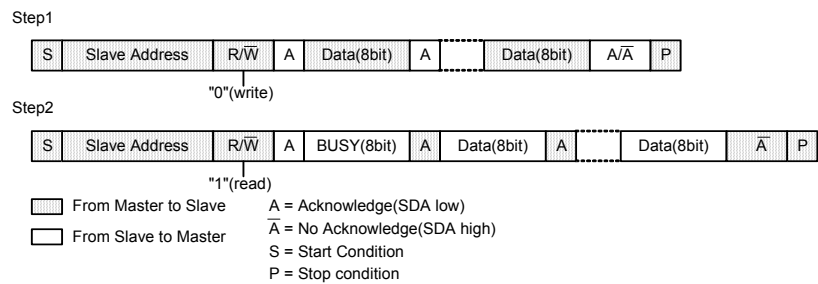 Step1
S Slave Address R/W̅ A Data(8bit) A Data(8bit) A/A̅ P
"0"(write)
Step2
S Slave Address R/W̅ A BUSY(8bit) A Data(8bit) A Data(8bit) A̅ P
"1"(read)
From Master to Slave A = Acknowledge(SDA low)
From Slave to Master A̅ = No Acknowledge(SDA high)
S = Start Condition
P = Stop condition